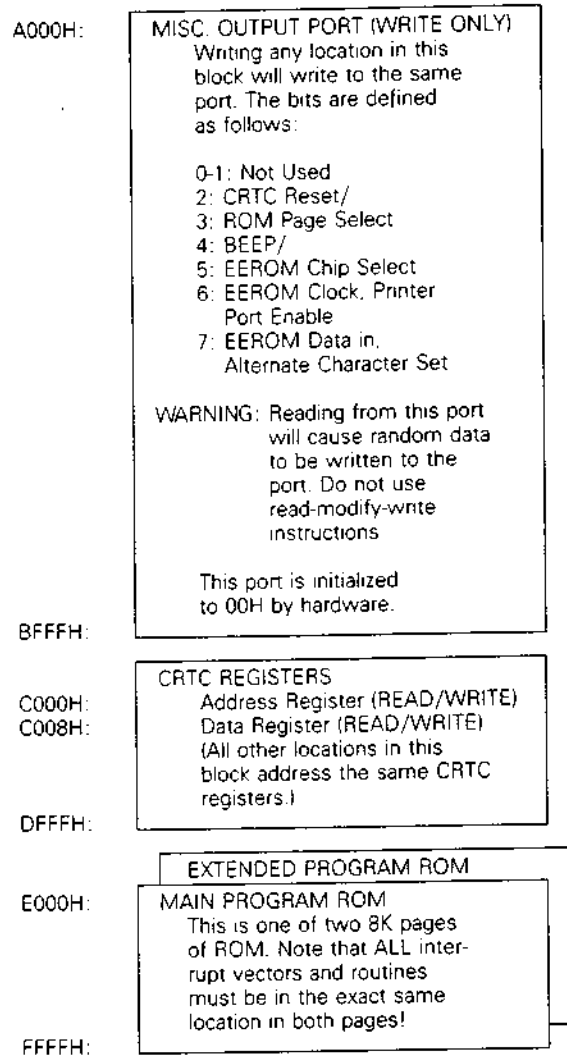 A000H: MISC. OUTPUT PORT (WRITE ONLY)
Writing any location in this
block will write to the same
port. The bits are defined
as follows:
0-1: Not Used
2: CRTC Reset/
3: ROM Page Select
4: BEEP/
5: EEROM Chip Select
6: EEROM Clock, Printer
Port Enable
7: EEROM Data in,
Alternate Character Set
WARNING: Reading from this port
will cause random data
to be written to the
port. Do not use
read-modify-write
instructions
This port is initialized
to 00H by hardware.
BFFFH:
CRTC REGISTERS
C000H: Address Register (READ/WRITE)
C008H: Data Register (READ/WRITE)
(All other locations in this
block address the same CRTC
registers.)
DFFFH:
EXTENDED PROGRAM ROM
E000H: MAIN PROGRAM ROM
This is one of two 8K pages
of ROM. Note that ALL inter-
rupt vectors and routines
must be in the exact same
location in both pages!
FFFFH: